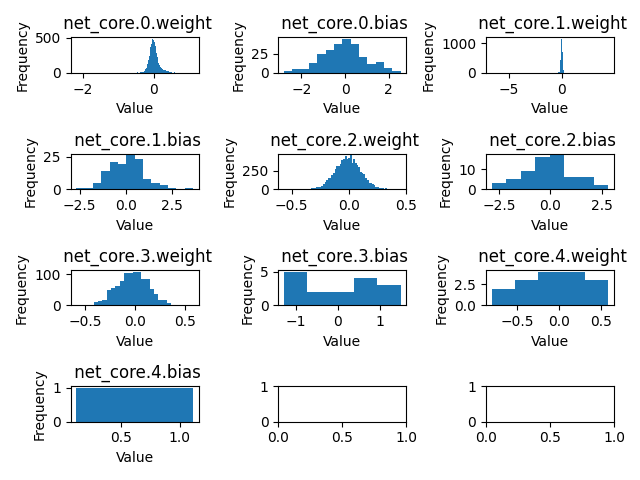 net_core.0.weight
Frequency
500
0
−2
0
Value
net_core.0.bias
Frequency
25
0
−2
0
2
Value
net_core.1.weight
Frequency
1000
0
−5
0
Value
net_core.1.bias
Frequency
25
0
−2.5
0.0
2.5
Value
net_core.2.weight
Frequency
250
0
−0.5
0.0
0.5
Value
net_core.2.bias
Frequency
10
0
−2.5
0.0
2.5
Value
net_core.3.weight
Frequency
100
0
−0.5
0.0
0.5
Value
net_core.3.bias
Frequency
5
0
−1
0
1
Value
net_core.4.weight
Frequency
2.5
0.0
−0.5
0.0
0.5
Value
net_core.4.bias
Frequency
1
0
0.5
1.0
Value
1
0
0.0
0.5
1.0
1
0
0.0
0.5
1.0